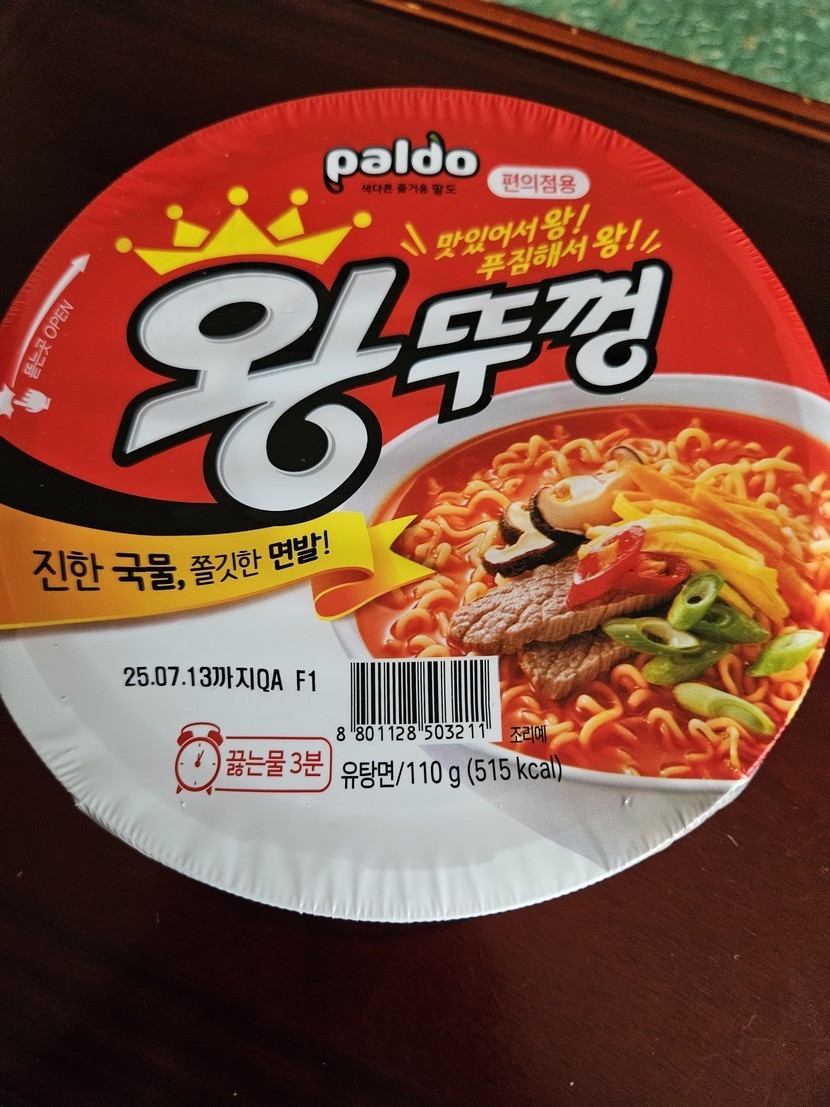 paldo
색다른 즐거움 팔도
편의점용
맛있어서 왕!
푸짐해서 왕!
왕뚜껑
뜯는곳 OPEN
진한 국물, 쫄깃한 면발!
25.07.13까지QA F1
8 801128 503211
조리예
끓는물 3분
유탕면/110 g (515 kcal)